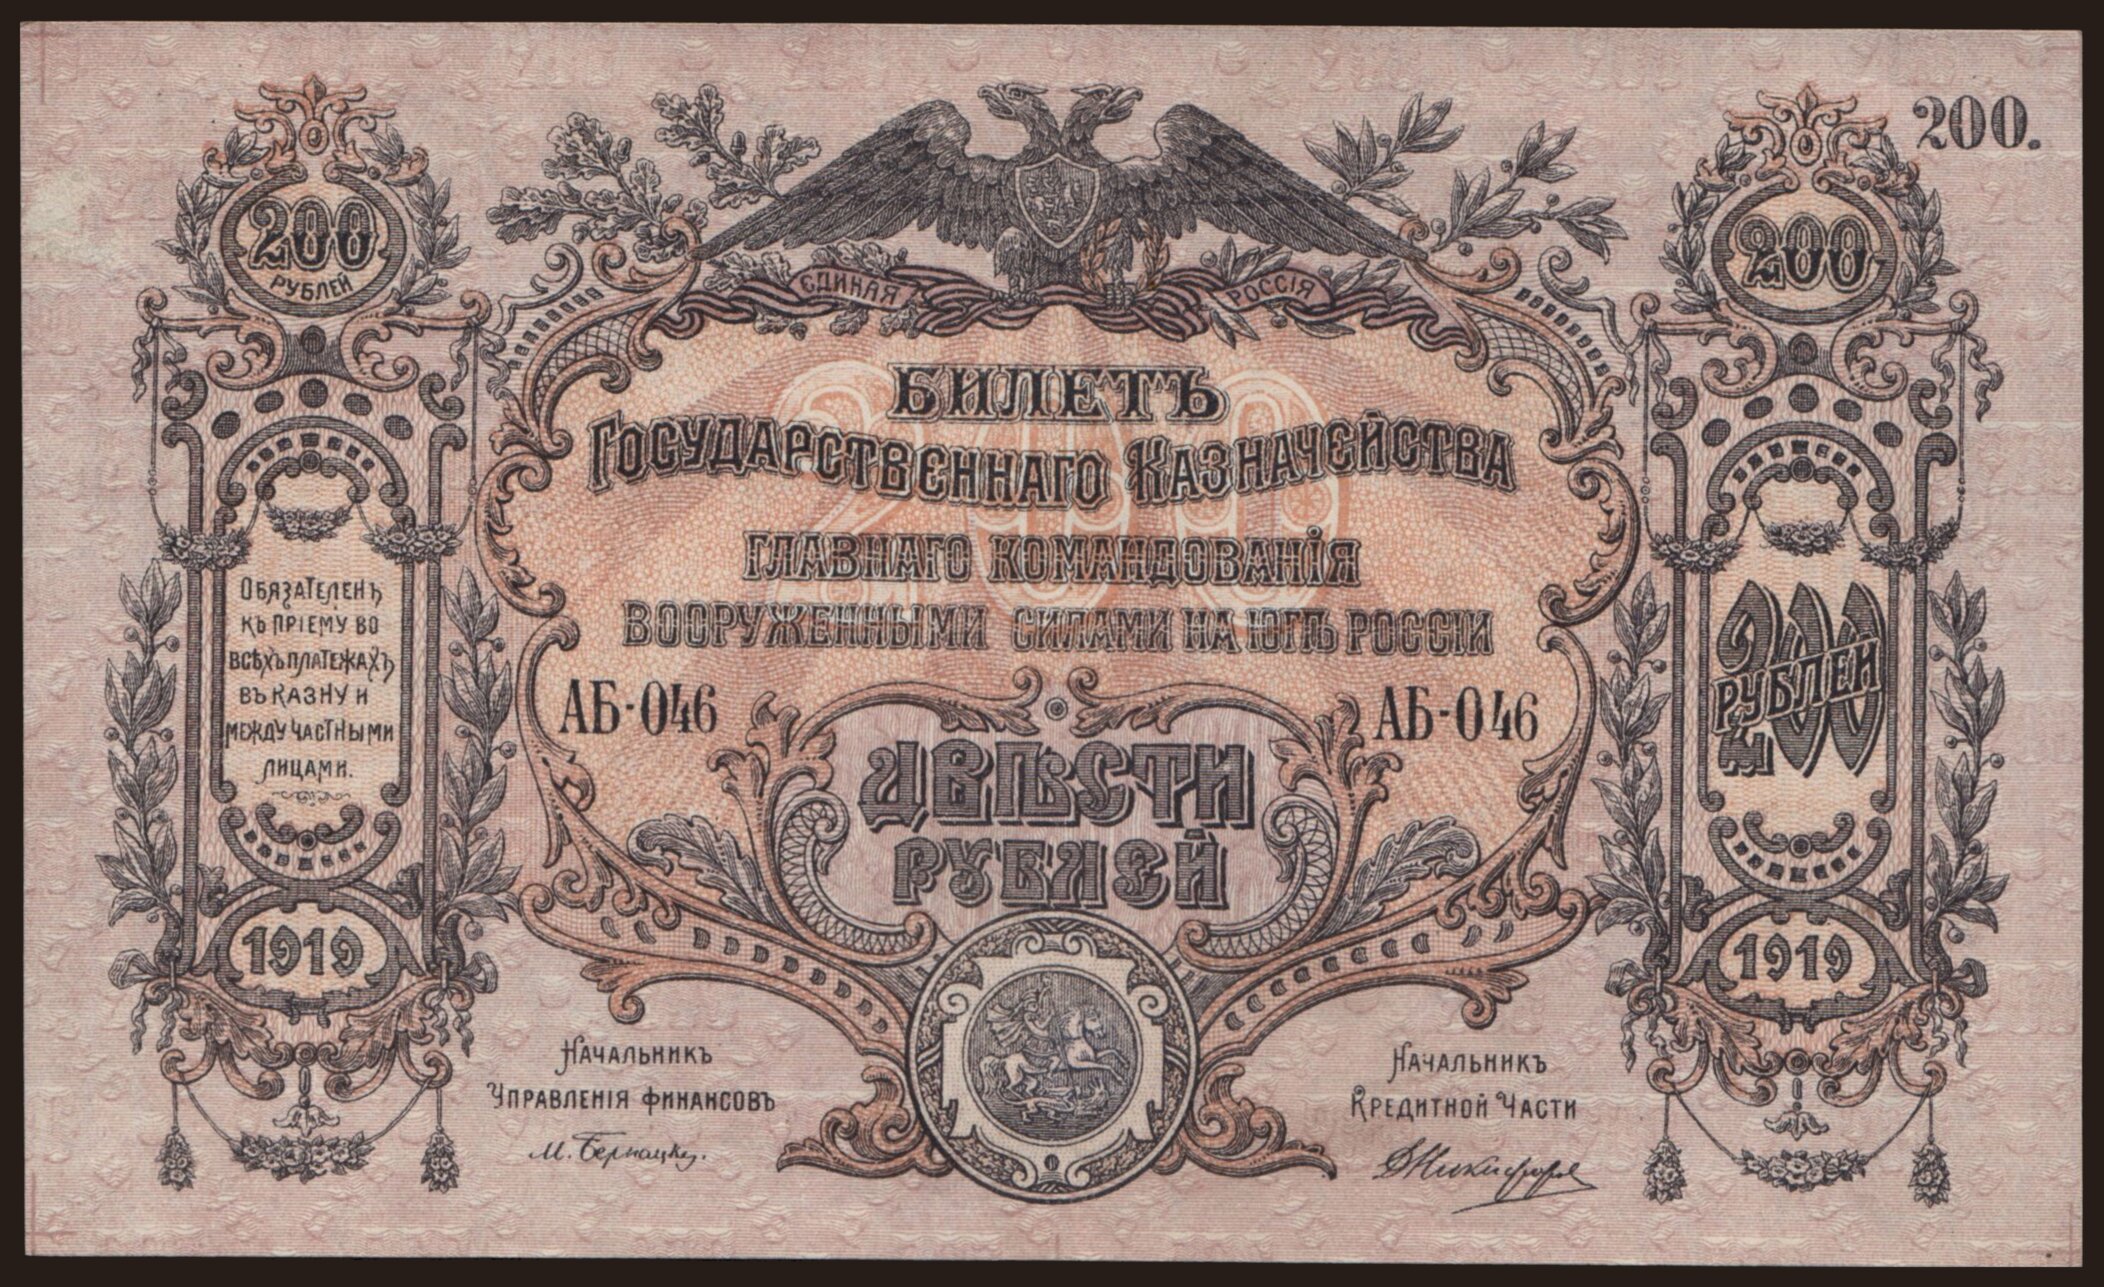 200.
200
РУБЛЕЙ
200
ЕДИНАЯ РОССІЯ
БИЛЕТЪ
ГОСУДАРСТВЕННАГО КАЗНАЧЕЙСТВА
ГЛАВНАГО КОМАНДОВАНІЯ
ВООРУЖЕННЫМИ СИЛАМИ НА ЮГѢ РОССІИ
200
АБ-046 АБ-046
ДВѢСТИ
РУБЛЕЙ
ОБЯЗАТЕЛЕНЪ
КЪ ПРІЕМУ ВО
ВСѢХЪ ПЛАТЕЖАХЪ
ВЪ КАЗНУ И
МЕЖДУ ЧАСТНЫМИ
ЛИЦАМИ.
200
РУБЛЕЙ
1919
1919
НАЧАЛЬНИКЪ
УПРАВЛЕНІЯ ФИНАНСОВЪ
М. Бернацкій.
НАЧАЛЬНИКЪ
КРЕДИТНОЙ ЧАСТИ